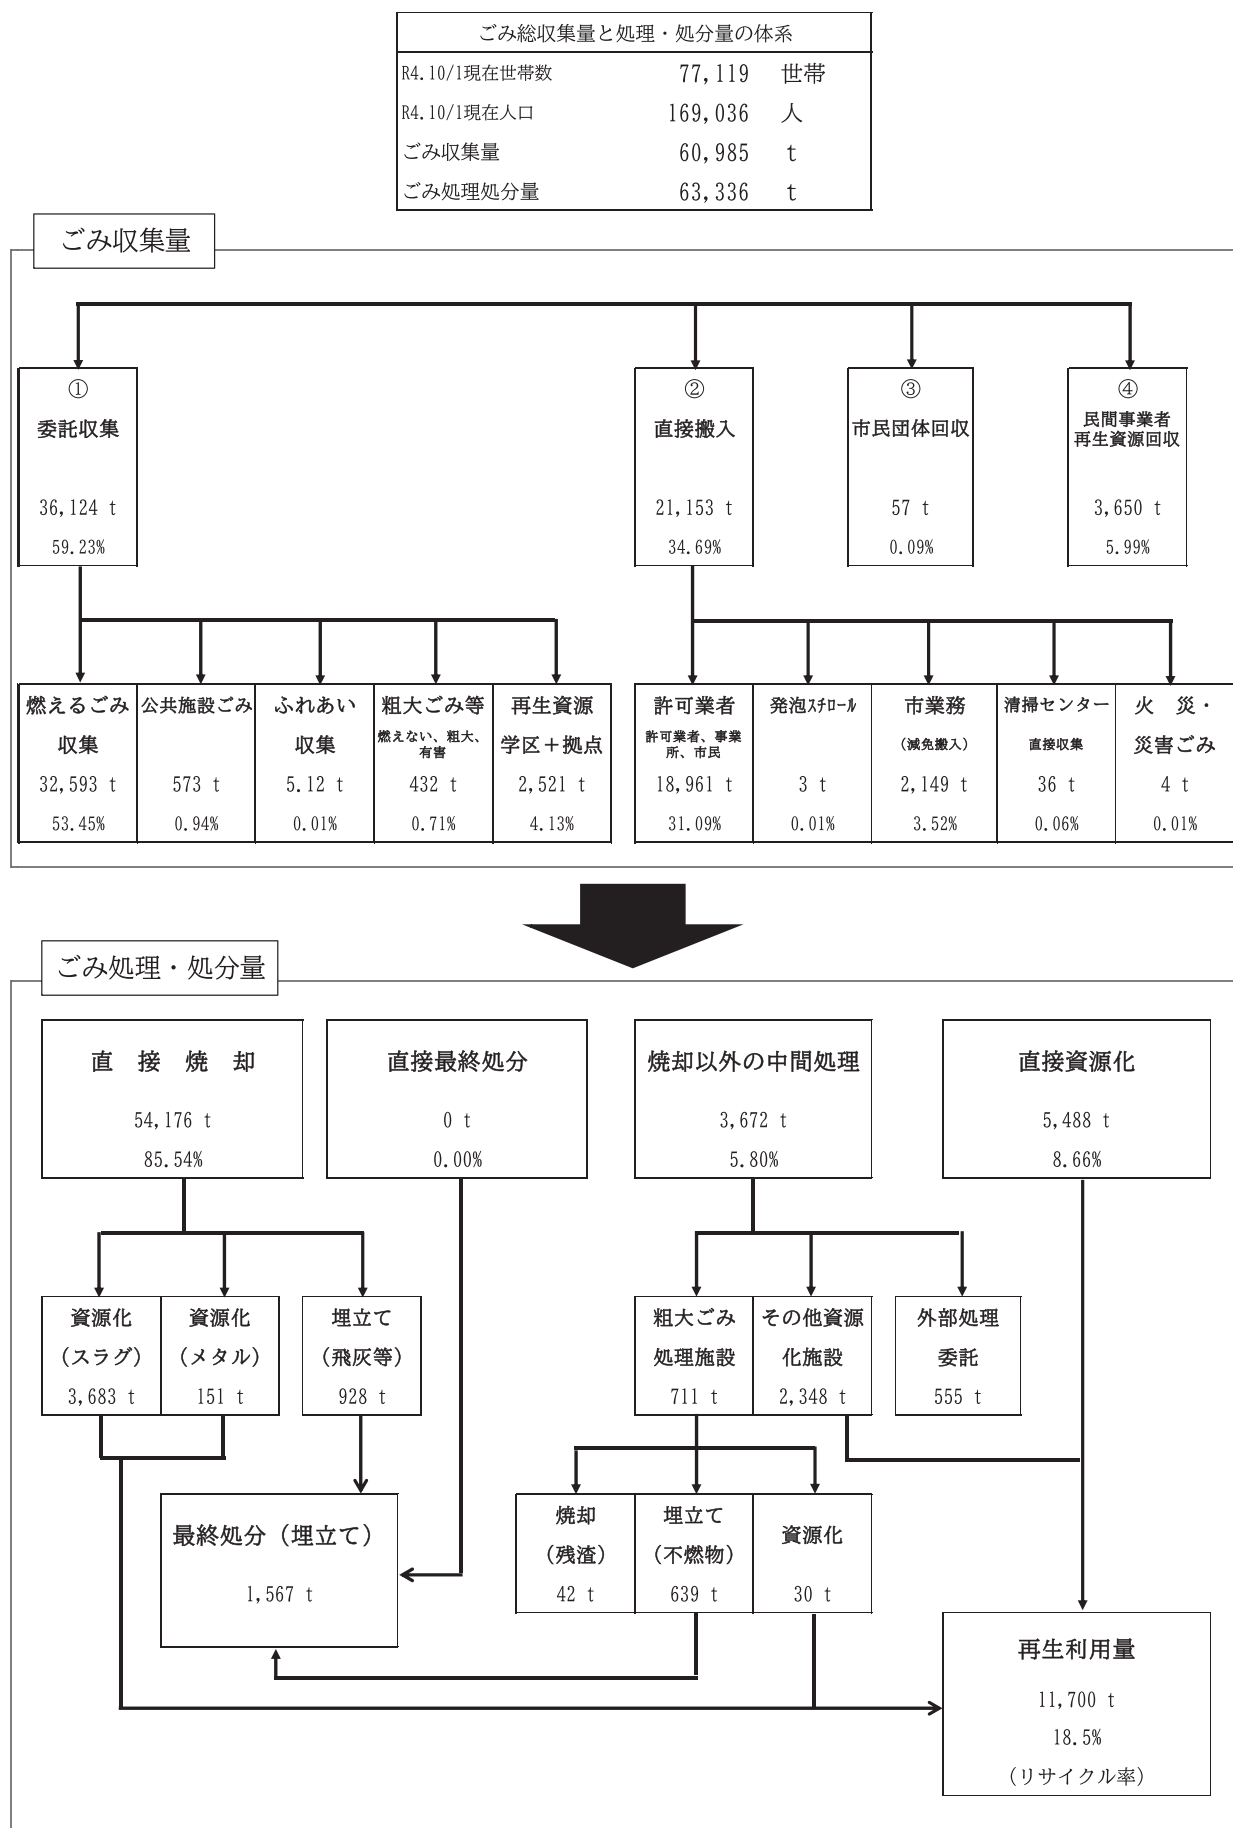 ごみ総収集量と処理・処分量の体系
R4.10/1現在世帯数 77,119 世帯
R4.10/1現在人口 169,036 人
ごみ収集量 60,985 t
ごみ処理処分量 63,336 t
ごみ収集量
①
委託収集
36,124 t
59.23%
②
直接搬入
21,153 t
34.69%
③
市民団体回収
57 t
0.09%
④
民間事業者
再生資源回収
3,650 t
5.99%
燃えるごみ
収集
32,593 t
53.45%
公共施設ごみ
573 t
0.94%
ふれあい
収集
5.12 t
0.01%
粗大ごみ等
燃えない、粗大、
有害
432 t
0.71%
再生資源
学区＋拠点
2,521 t
4.13%
許可業者
許可業者、事業
所、市民
18,961 t
31.09%
発泡ｽﾁﾛｰﾙ
3 t
0.01%
市業務
（減免搬入）
2,149 t
3.52%
清掃センター
直接収集
36 t
0.06%
火　災・
災害ごみ
4 t
0.01%
ごみ処理・処分量
直　接　焼　却
54,176 t
85.54%
直接最終処分
0 t
0.00%
焼却以外の中間処理
3,672 t
5.80%
直接資源化
5,488 t
8.66%
資源化
（スラグ）
3,683 t
資源化
（メタル）
151 t
埋立て
（飛灰等）
928 t
粗大ごみ
処理施設
711 t
その他資源
化施設
2,348 t
外部処理
委託
555 t
最終処分（埋立て）
1,567 t
焼却
（残渣）
42 t
埋立て
（不燃物）
639 t
資源化
30 t
再生利用量
11,700 t
18.5%
（リサイクル率）